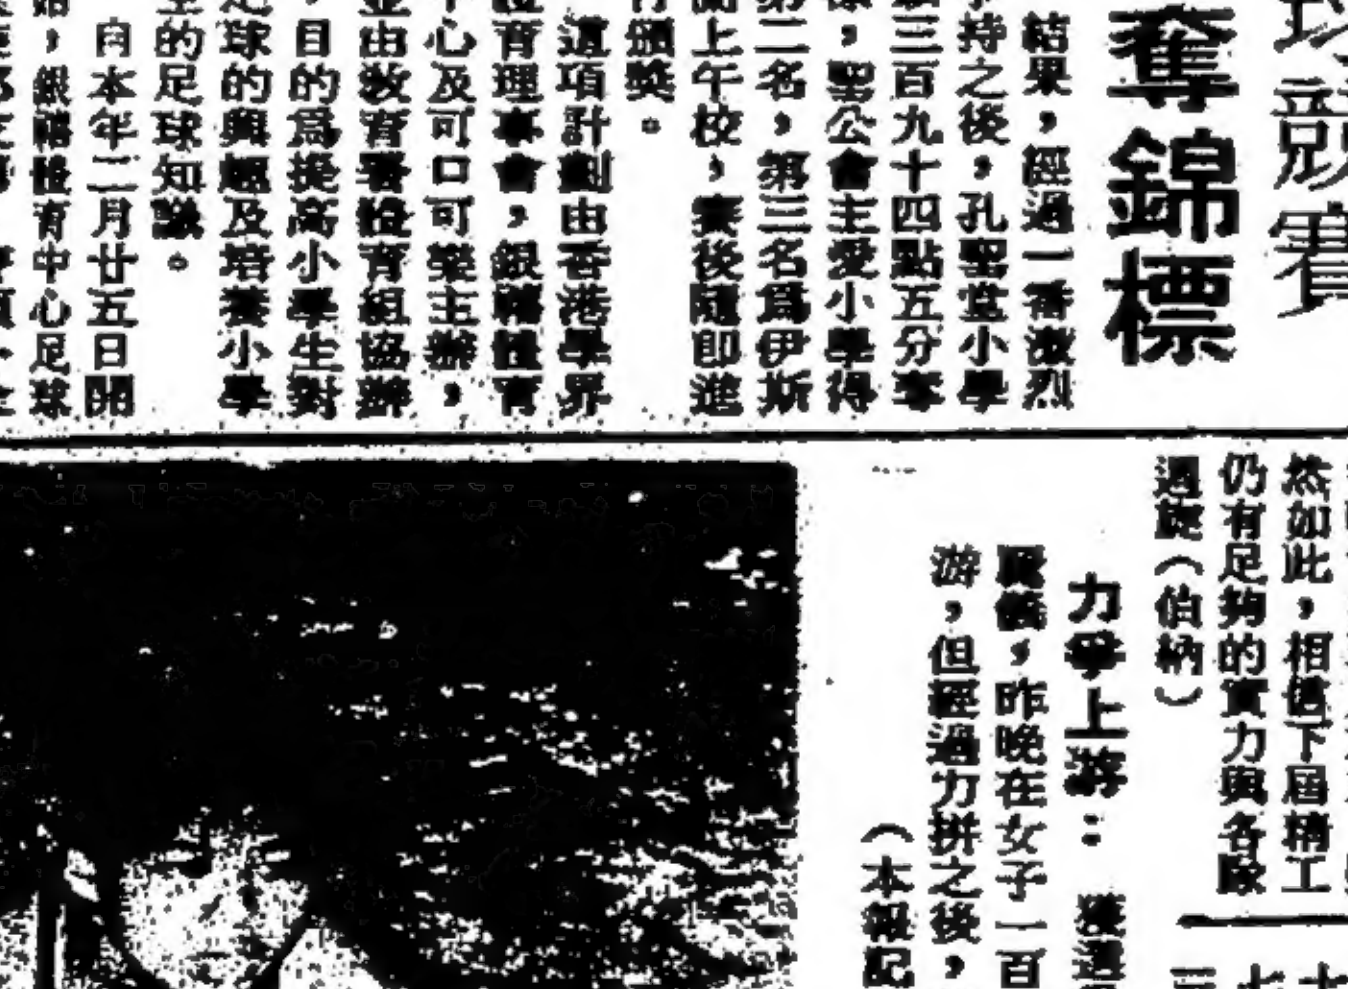 競賽
奪錦標
結果，經過一番激烈
持之後，孔聖堂小學
三百九十四點五分奪
，聖公會主愛小學得
第二名，第三名為伊斯
上午校，賽後隨即進
行頒獎。
這項計劃由香港學界
體育理事會，銀禧體育
中心及可口可樂主辦，
並由教育署體育組協辦
，目的為提高小學生對
足球的興趣及培養小學
生的足球知識。
自本年二月廿五日開
始，銀禧體育中心足球
然如此，相信下屆精工
仍有足夠的實力與各隊
過旋（伯納）
力爭上游：
，昨晚在女子一百
游，但經過力拼之後，
（本報記